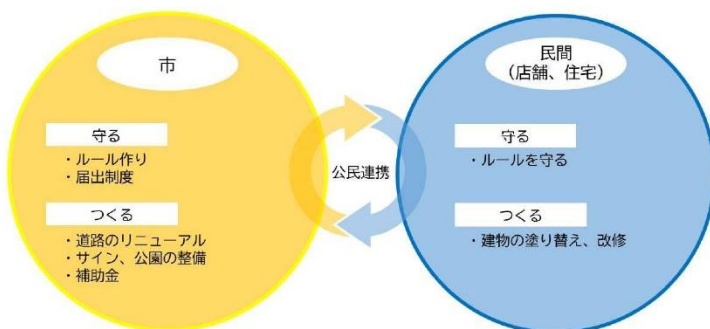 市
守る
・ルール作り
・届出制度
つくる
・道路のリニューアル
・サイン、公園の整備
・補助金
公民連携
民間
（店舗、住宅）
守る
・ルールを守る
つくる
・建物の塗り替え、改修